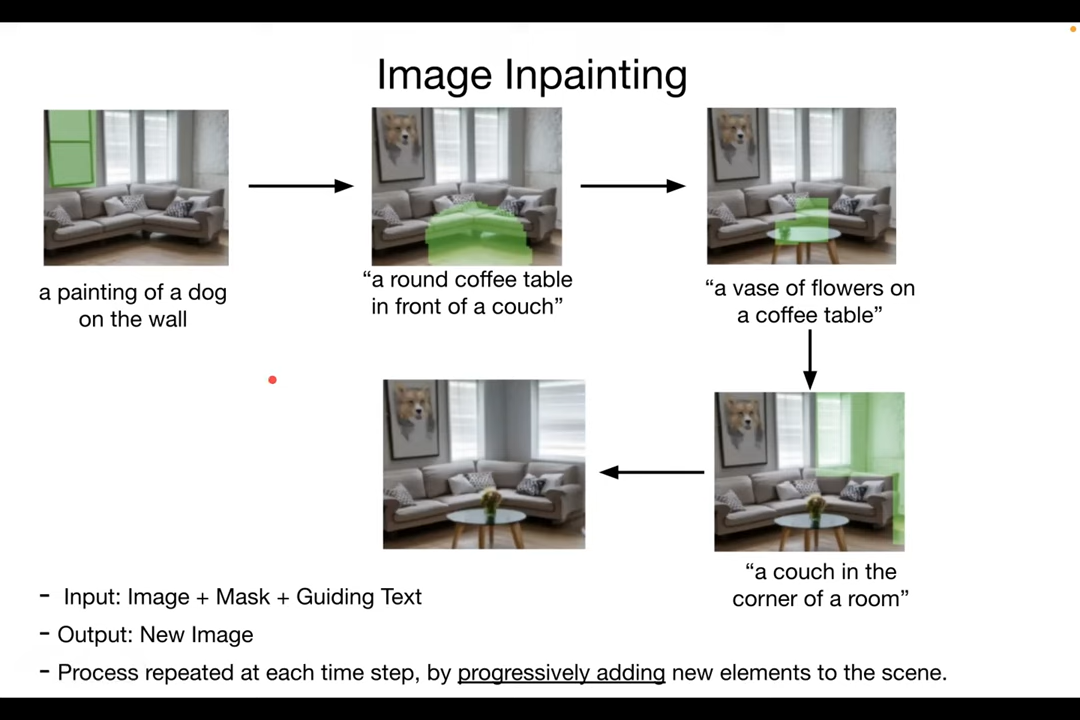 Image Inpainting
a painting of a dog
on the wall
“a round coffee table
in front of a couch”
“a vase of flowers on
a coffee table”
“a couch in the
corner of a room”
- Input: Image + Mask + Guiding Text
- Output: New Image
- Process repeated at each time step, by progressively adding new elements to the scene.